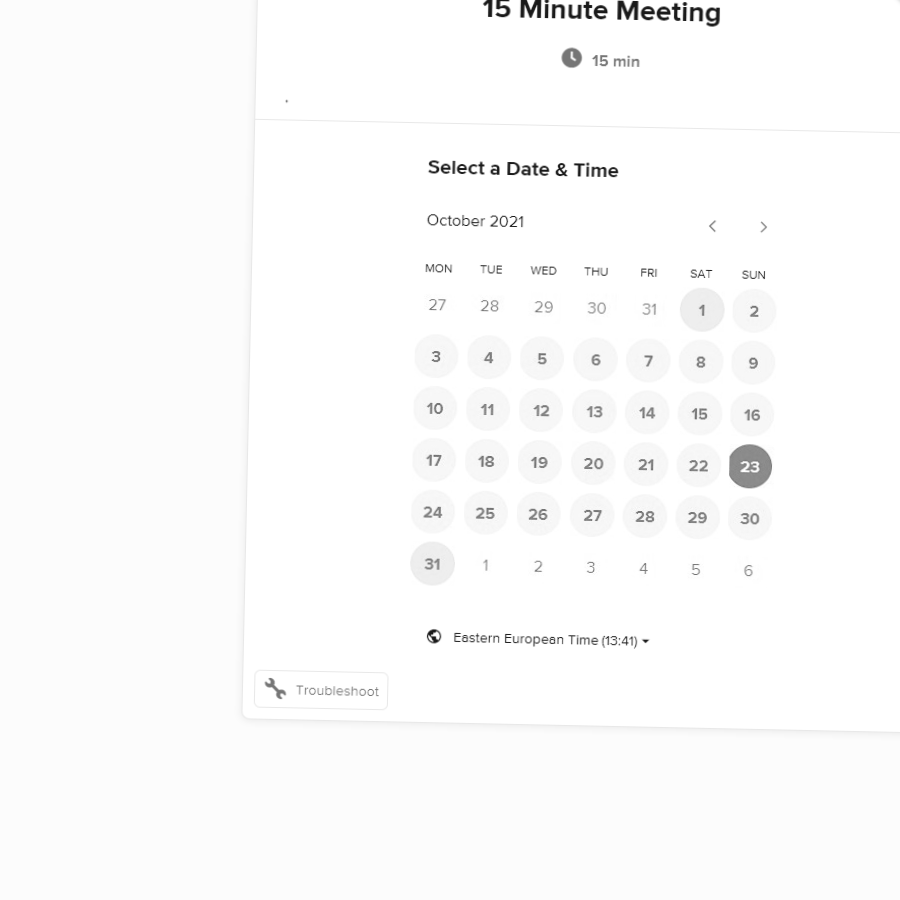 15 Minute Meeting
15 min
.
Select a Date & Time
October 2021
MON TUE WED THU FRI SAT SUN
27 28 29 30 31 1 2
3 4 5 6 7 8 9
10 11 12 13 14 15 16
17 18 19 20 21 22 23
24 25 26 27 28 29 30
31 1 2 3 4 5 6
Eastern European Time (13:41)
Troubleshoot